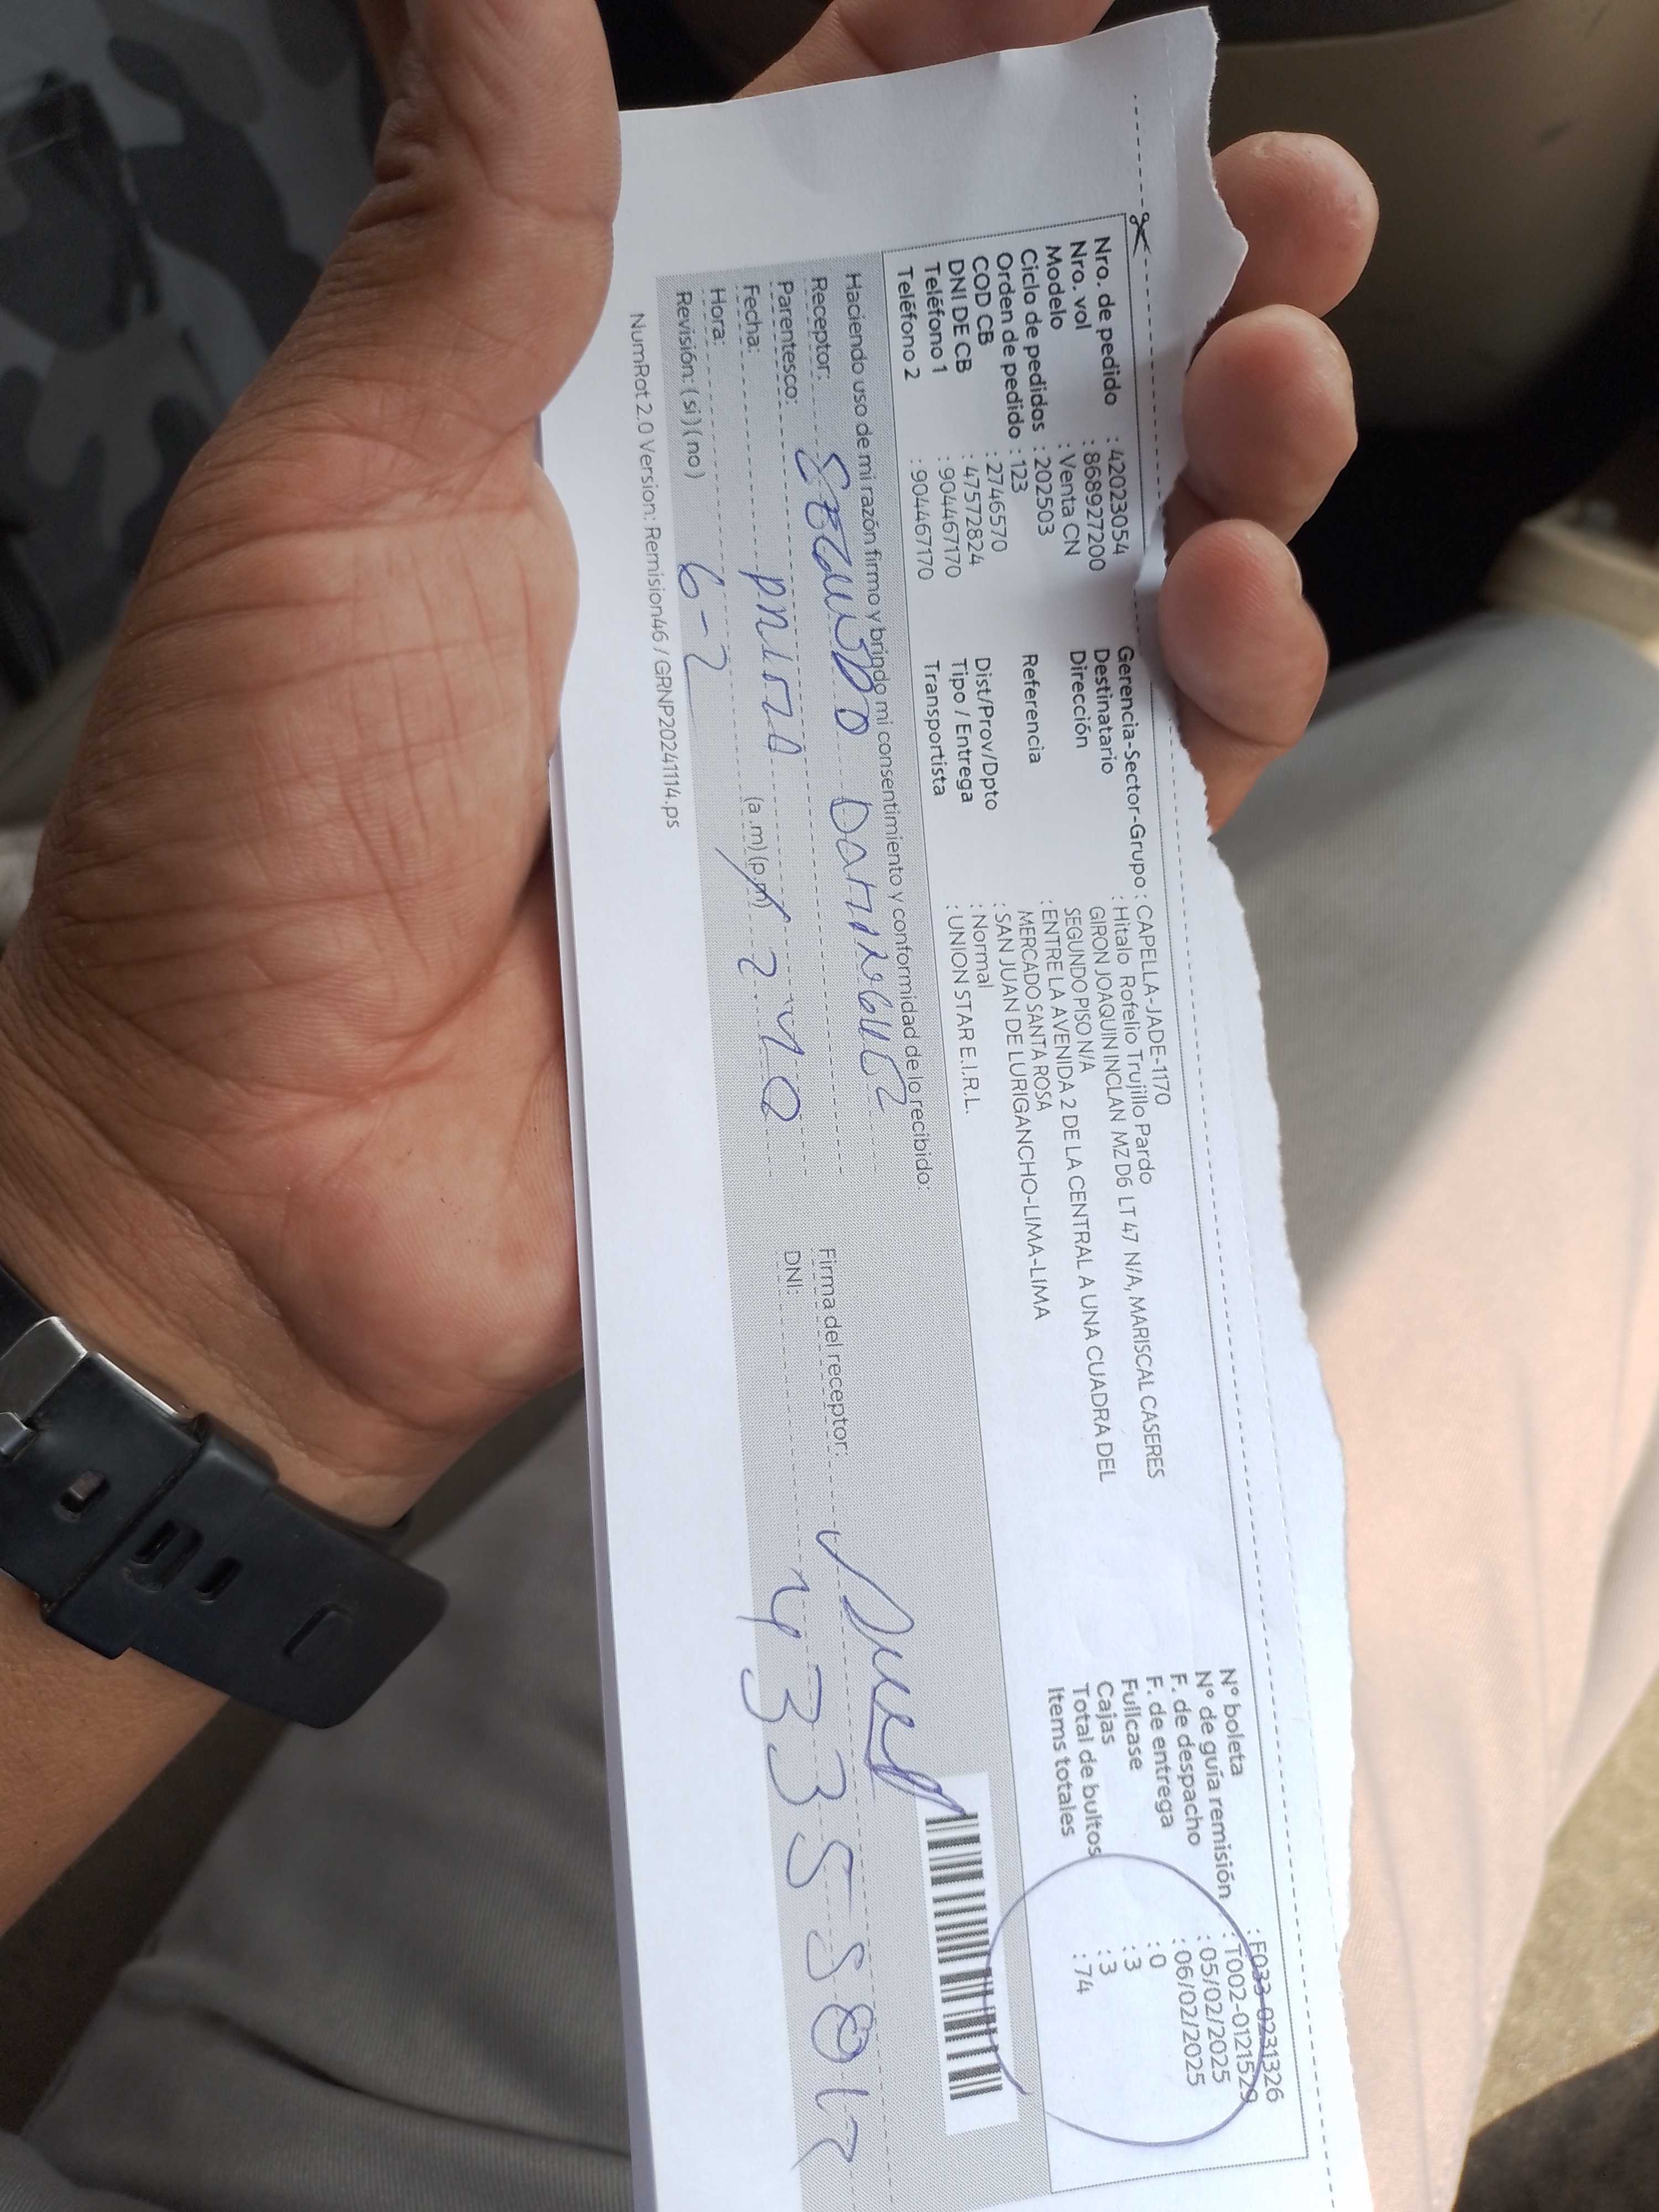 Nro. de pedido : 42023054
Nro. vol : 868927200
Modelo : Venta CN
Ciclo de pedidos : 202503
Orden de pedido : 123
COD CB : 2746570
DNI DE CB : 47572824
Teléfono 1 : 904467170
Teléfono 2 : 904467170
Gerencia-Sector-Grupo : CAPELLA-JADE-1170
Destinatario : Hitalo Rofelio Trujillo Pardo
Dirección GIRON JOAQUIN INCLAN MZ D6 LT 47 N/A, MARISCAL CASERES
SEGUNDO PISO N/A
Referencia : ENTRE LA AVENIDA 2 DE LA CENTRAL A UNA CUADRA DEL
MERCADO SANTA ROSA
Dist/Prov/Dpto : SAN JUAN DE LURIGANCHO-LIMA-LIMA
Tipo / Entrega : Normal
Transportista : UNION STAR E.I.R.L.
N° boleta : F033-0231326
N° de guía remisión : T002-0121529
F. de despacho : 05/02/2025
F. de entrega : 06/02/2025
Fullcase : 0
Cajas : 3
Total de bultos : 3
Items totales : 74
Haciendo uso de mi razón firmo y brindo mi consentimiento y conformidad de lo recibido:
Receptor:
Parentesco:
Fecha:
Hora: 6-2 (a.m)(p.m)
Revisión: (si)(no)
Firma del receptor:
DNI: 43355817
NumRot 2.0 Version: Remision46 / GRNP20241114.ps